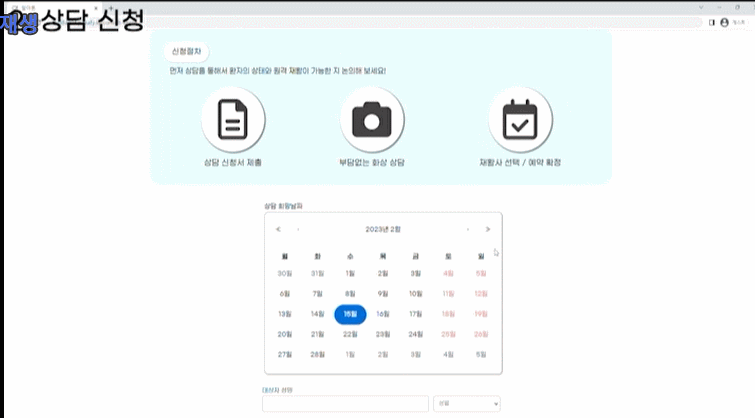 재생
상담 신청
게스트
신청절차
먼저 상담을 통해서 환자의 상태와 원격 재활이 가능한 지 논의해 보세요!
상담 신청서 제출
부담없는 화상 상담
재활사 선택 / 예약 확정
상담 희망날짜
< 2023년 2월 >
월 화 수 목 금 토 일
30일 31일 1일 2일 3일 4일 5일
6일 7일 8일 9일 10일 11일 12일
13일 14일 15일 16일 17일 18일 19일
20일 21일 22일 23일 24일 25일 26일
27일 28일 1일 2일 3일 4일 5일
대상자 성명
성별